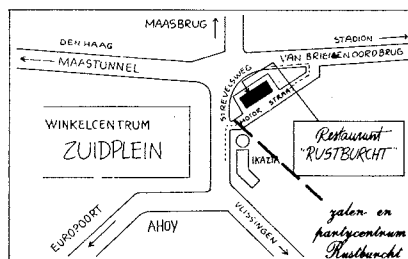 MAASBRUG
DEN HAAG
MAASTUNNEL
STADION
VAN BRIENENOORDBRUG
STREVELSWEG
MOTORSTRAAT
WINKELCENTRUM
ZUIDPLEIN
Restaurant
"RUSTBURCHT"
IKAZIA
EUROPOORT
AHOY
VLISSINGEN
zalen- en
partycentrum
Rustburcht